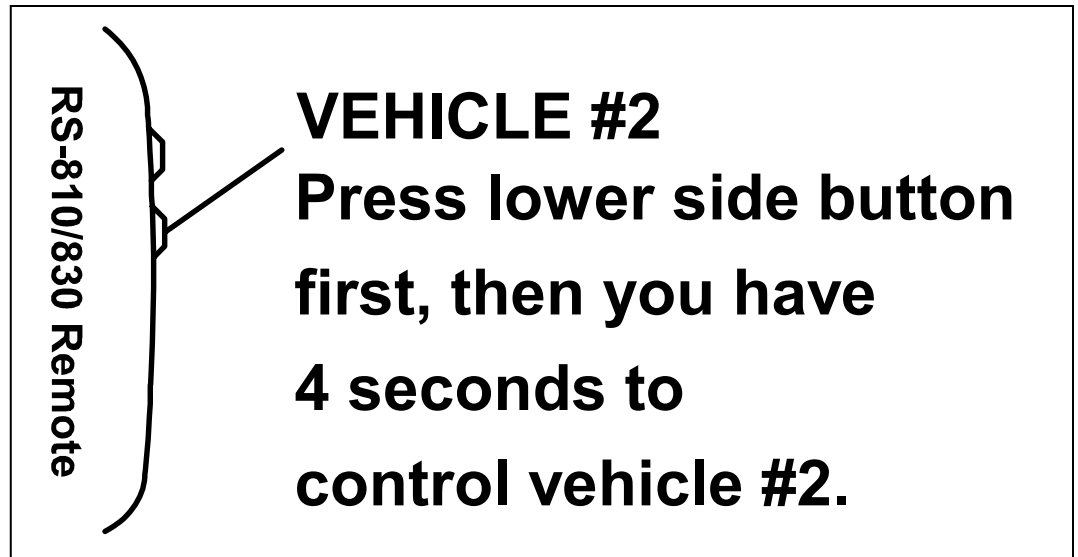 RS-810/830 Remote
VEHICLE #2
Press lower side button
first, then you have
4 seconds to
control vehicle #2.